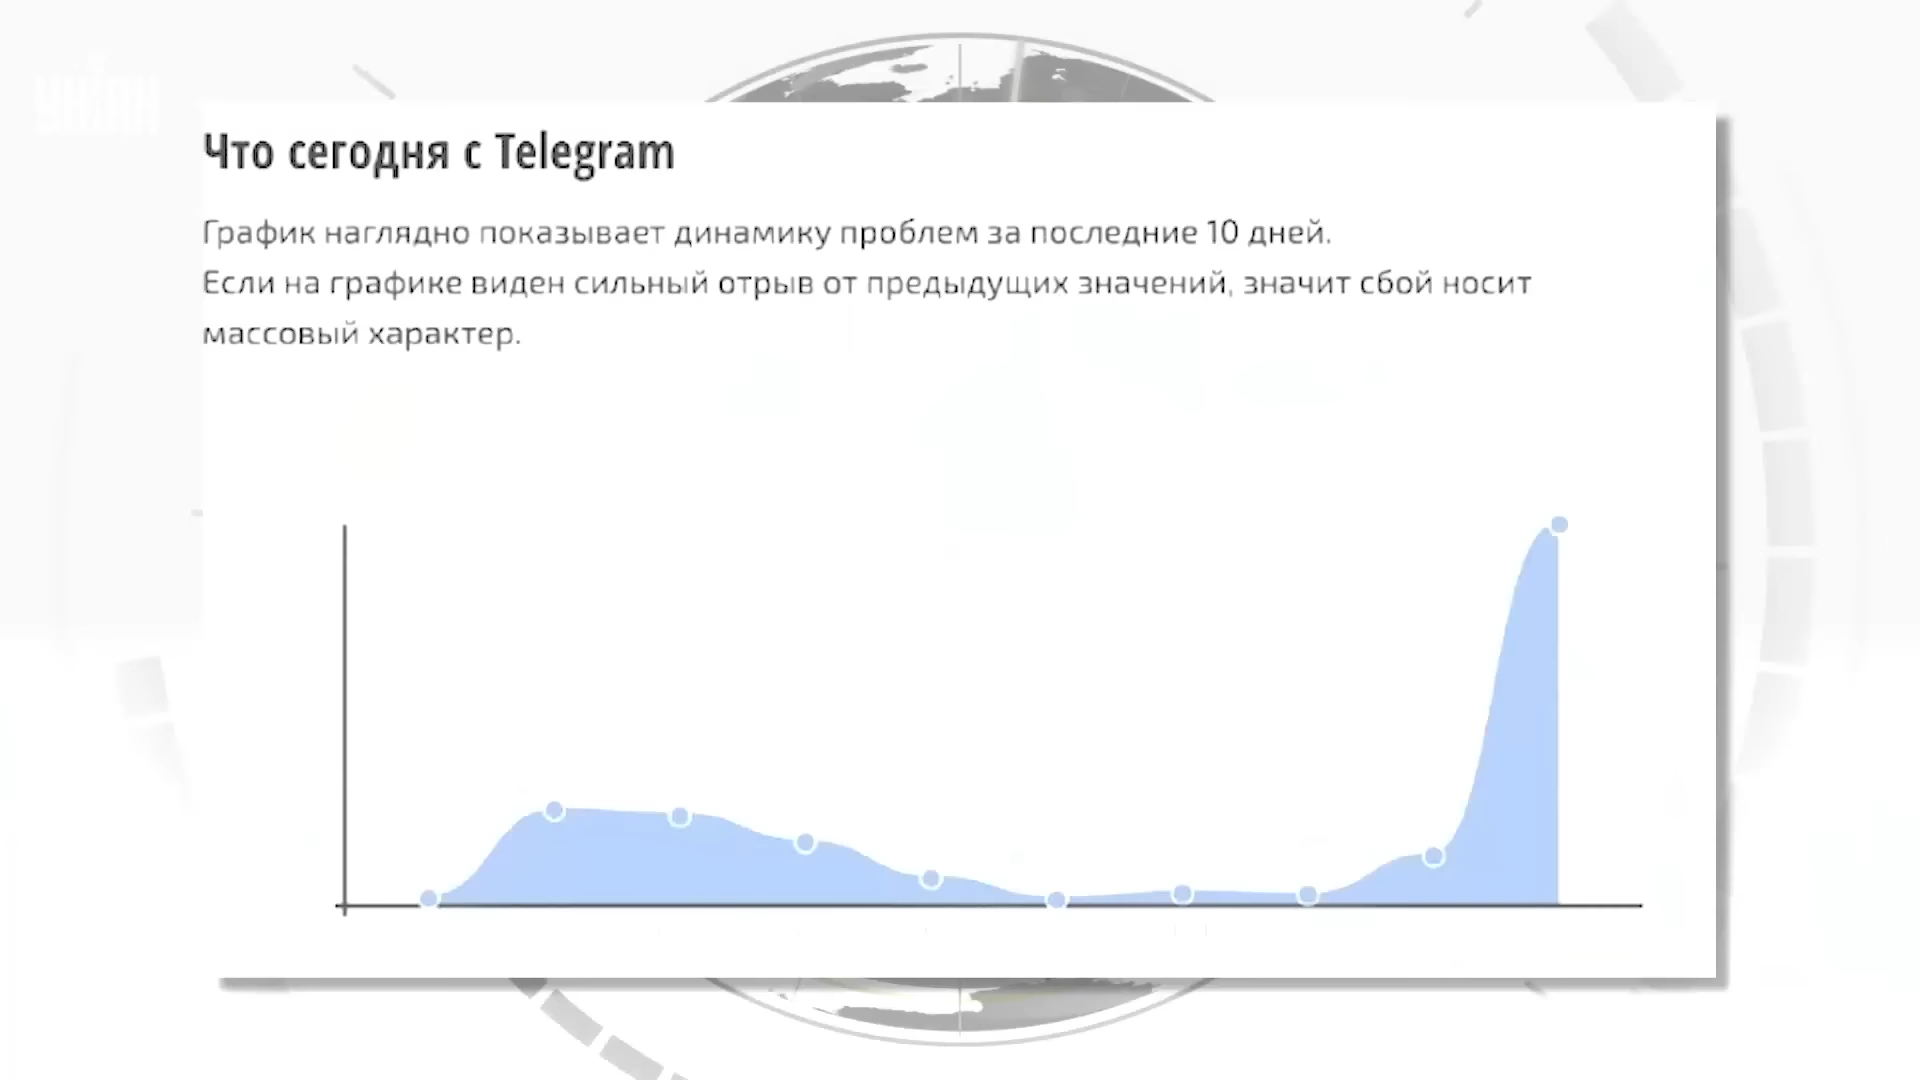 УНІАН
Что сегодня с Telegram
График наглядно показывает динамику проблем за последние 10 дней.
Если на графике виден сильный отрыв от предыдущих значений, значит сбой носит
массовый характер.